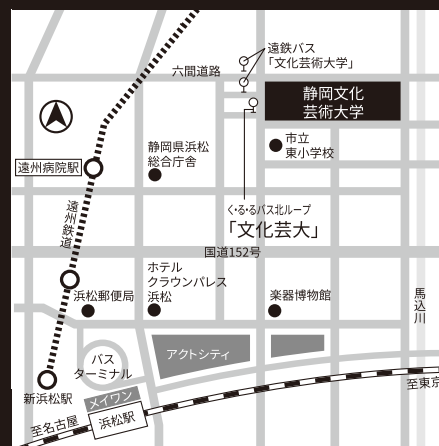 遠鉄バス
「文化芸術大学」
六間道路
静岡文化
芸術大学
静岡県浜松
総合庁舎
市立
東小学校
遠州病院駅
く・る・るバス北ループ
「文化芸大」
遠州鉄道
国道152号
ホテル
クラウンパレス
浜松
浜松郵便局
楽器博物館
馬込川
アクトシティ
バス
ターミナル
メイワン
新浜松駅
浜松駅
至名古屋
至東京